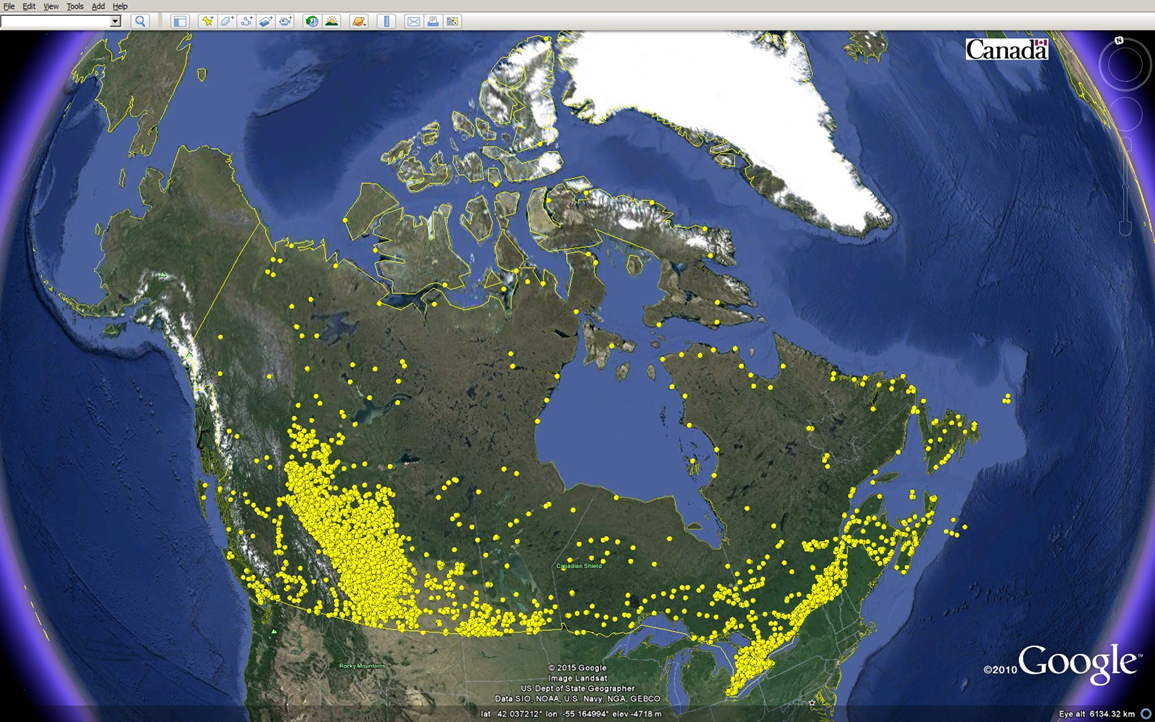 File Edit View Tools Add Help
Canada
N
Canadian Shield
Rocky Mountains
© 2015 Google
Image Landsat
US Dept of State Geographer
Data SIO, NOAA, U.S. Navy, NGA, GEBCO
©2010 Google™
lat 42.037212° lon -55.164994° elev -4718 m
Eye alt 6134.32 km